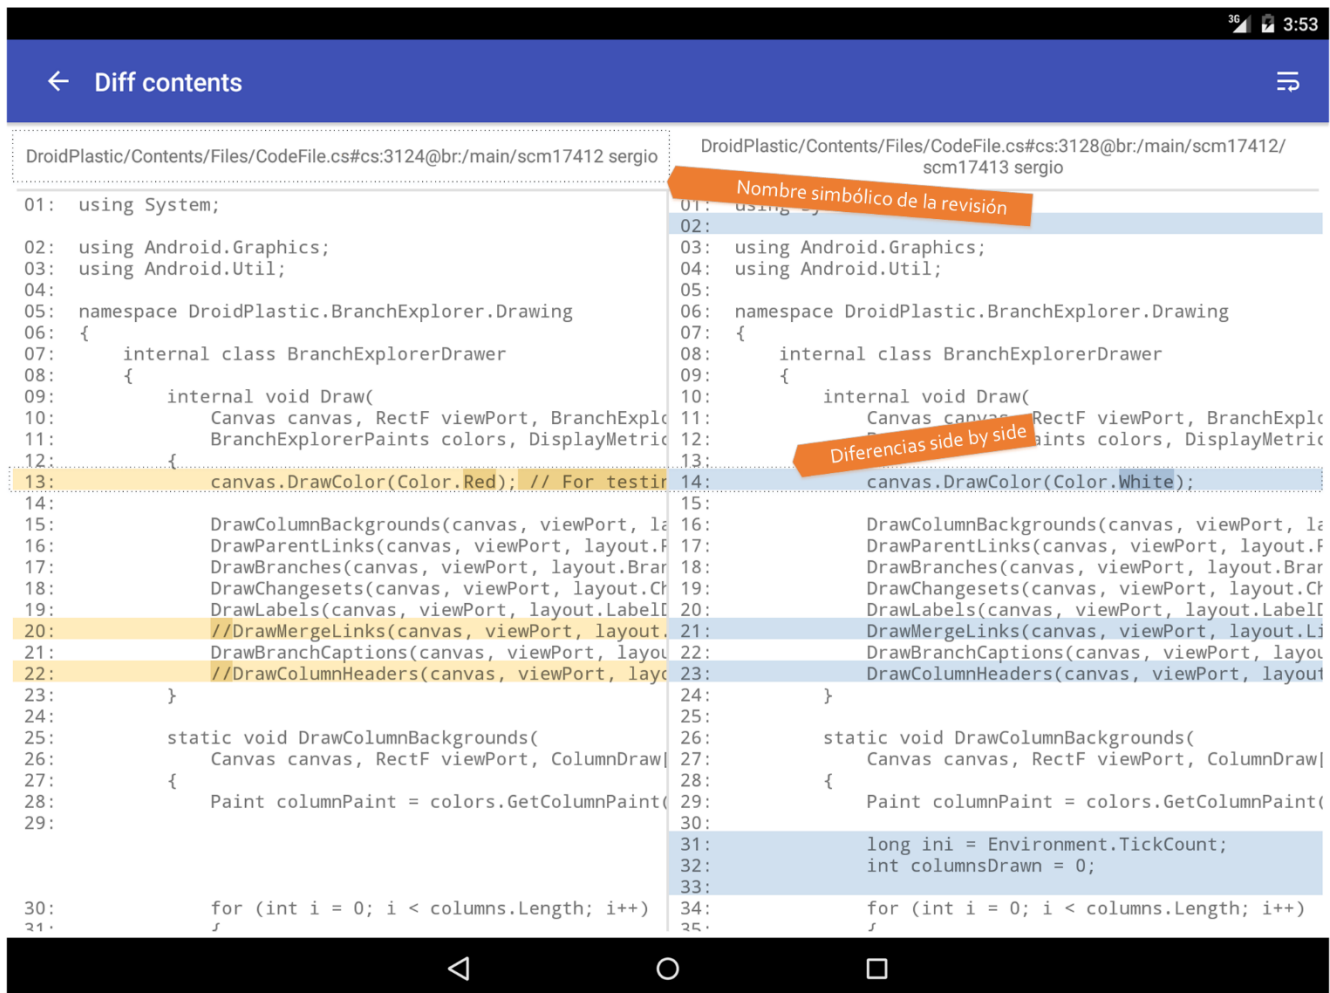 3G 3:53
Diff contents
DroidPlastic/Contents/Files/CodeFile.cs#cs:3124@br:/main/scm17412 sergio
01: using System;
02: using Android.Graphics;
03: using Android.Util;
04:
05: namespace DroidPlastic.BranchExplorer.Drawing
06: {
07: internal class BranchExplorerDrawer
08: {
09: internal void Draw(
10: Canvas canvas, RectF viewPort, BranchExplo
11: BranchExplorerPaints colors, DisplayMetric
12: {
13: canvas.DrawColor(Color.Red); // For testin
14:
15: DrawColumnBackgrounds(canvas, viewPort, la
16: DrawParentLinks(canvas, viewPort, layout.P
17: DrawBranches(canvas, viewPort, layout.Bran
18: DrawChangesets(canvas, viewPort, layout.Ch
19: DrawLabels(canvas, viewPort, layout.LabelD
20: //DrawMergeLinks(canvas, viewPort, layout.
21: DrawBranchCaptions(canvas, viewPort, layou
22: //DrawColumnHeaders(canvas, viewPort, layo
23: }
24:
25: static void DrawColumnBackgrounds(
26: Canvas canvas, RectF viewPort, ColumnDraw[
27: {
28: Paint columnPaint = colors.GetColumnPaint(
29:
30: for (int i = 0; i < columns.Length; i++)
31: {
DroidPlastic/Contents/Files/CodeFile.cs#cs:3128@br:/main/scm17412/
scm17413 sergio
Nombre simbólico de la revisión
01: using
02:
03: using Android.Graphics;
04: using Android.Util;
05:
06: namespace DroidPlastic.BranchExplorer.Drawing
07: {
08: internal class BranchExplorerDrawer
09: {
10: internal void Draw(
11: Canvas canvas, RectF viewPort, BranchExplo
12: aints colors, DisplayMetric
Diferencias side by side
13:
14: canvas.DrawColor(Color.White);
15:
16: DrawColumnBackgrounds(canvas, viewPort, la
17: DrawParentLinks(canvas, viewPort, layout.P
18: DrawBranches(canvas, viewPort, layout.Bran
19: DrawChangesets(canvas, viewPort, layout.Ch
20: DrawLabels(canvas, viewPort, layout.LabelD
21: DrawMergeLinks(canvas, viewPort, layout.Li
22: DrawBranchCaptions(canvas, viewPort, layou
23: DrawColumnHeaders(canvas, viewPort, layout
24: }
25:
26: static void DrawColumnBackgrounds(
27: Canvas canvas, RectF viewPort, ColumnDraw[
28: {
29: Paint columnPaint = colors.GetColumnPaint(
30:
31: long ini = Environment.TickCount;
32: int columnsDrawn = 0;
33:
34: for (int i = 0; i < columns.Length; i++)
35: {